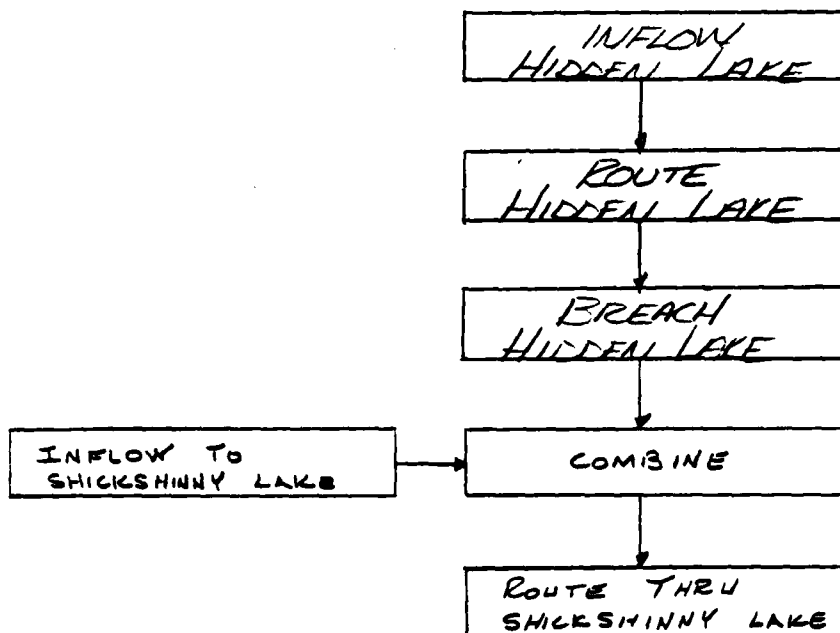 INFLOW
HIDDEN LAKE
ROUTE
HIDDEN LAKE
BREACH
HIDDEN LAKE
INFLOW TO
SHICKSHINNY LAKE
COMBINE
ROUTE THRU
SHICKSHINNY LAKE